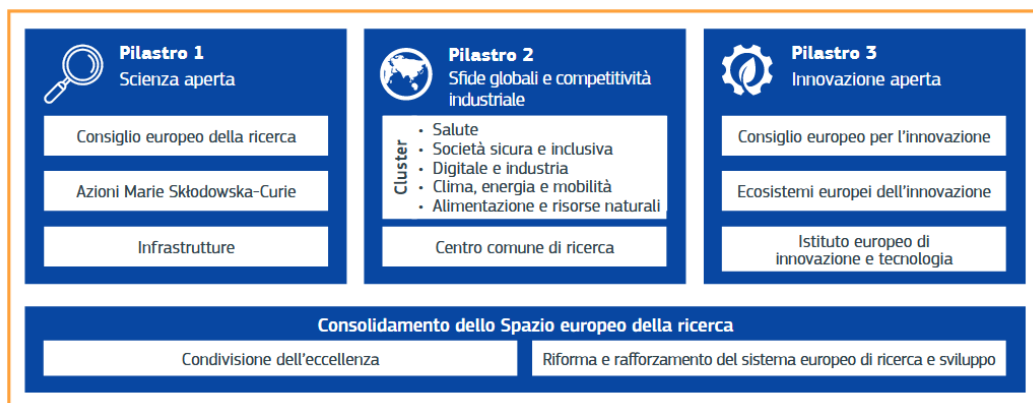 Pilastro 1
Scienza aperta
Consiglio europeo della ricerca
Azioni Marie Skłodowska-Curie
Infrastrutture
Pilastro 2
Sfide globali e competitività
industriale
Cluster
• Salute
• Società sicura e inclusiva
• Digitale e industria
• Clima, energia e mobilità
• Alimentazione e risorse naturali
Centro comune di ricerca
Pilastro 3
Innovazione aperta
Consiglio europeo per l'innovazione
Ecosistemi europei dell'innovazione
Istituto europeo di
innovazione e tecnologia
Consolidamento dello Spazio europeo della ricerca
Condivisione dell'eccellenza
Riforma e rafforzamento del sistema europeo di ricerca e sviluppo